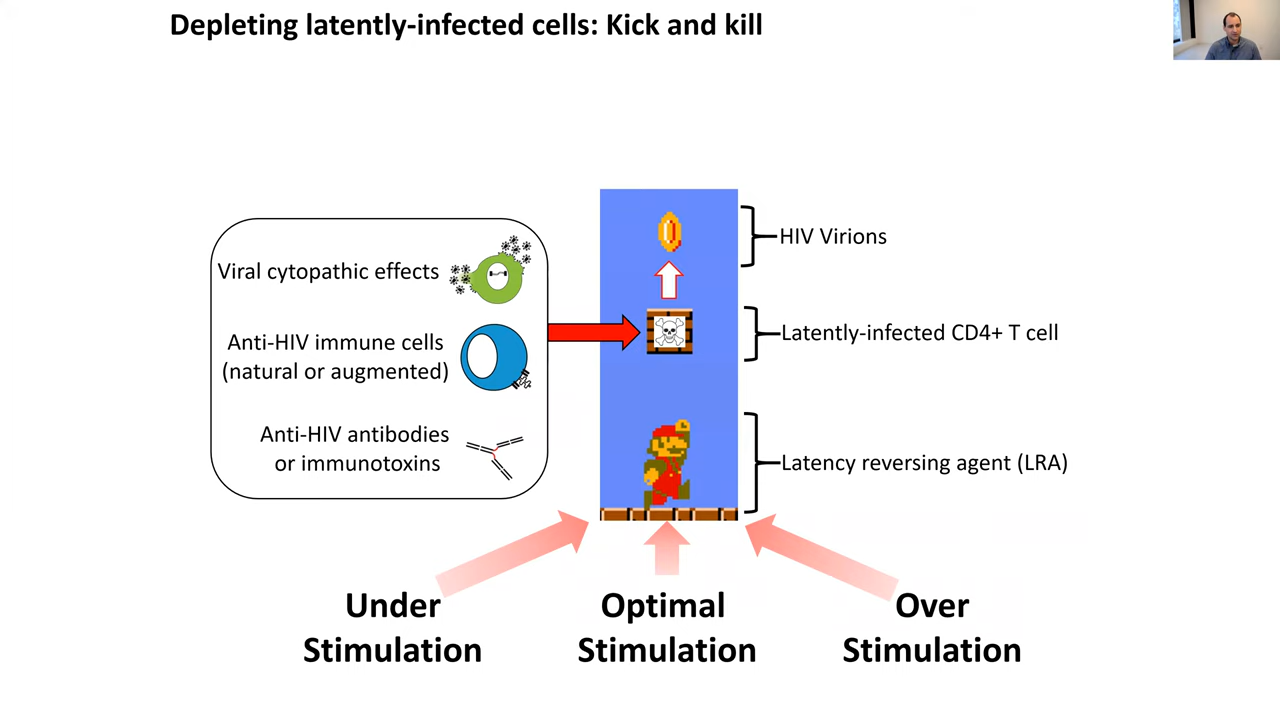 Depleting latently-infected cells: Kick and kill
Viral cytopathic effects
Anti-HIV immune cells
(natural or augmented)
Anti-HIV antibodies
or immunotoxins
HIV Virions
Latently-infected CD4+ T cell
Latency reversing agent (LRA)
Under
Stimulation
Optimal
Stimulation
Over
Stimulation